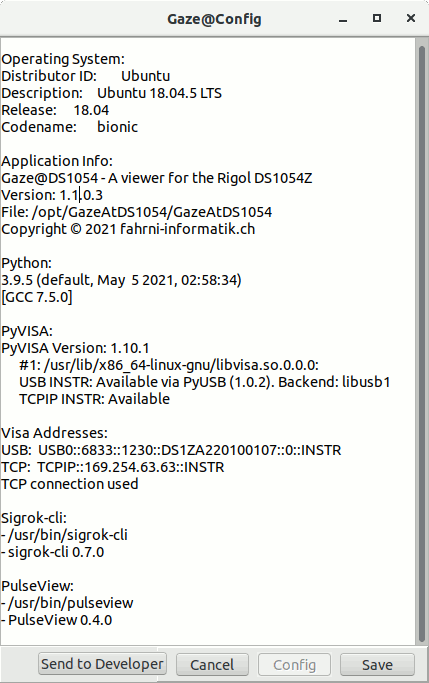 Gaze@Config
Operating System:
Distributor ID: Ubuntu
Description: Ubuntu 18.04.5 LTS
Release: 18.04
Codename: bionic
Application Info:
Gaze@DS1054 - A viewer for the Rigol DS1054Z
Version: 1.1.0.3
File: /opt/GazeAtDS1054/GazeAtDS1054
Copyright © 2021 fahrni-informatik.ch
Python:
3.9.5 (default, May  5 2021, 02:58:34)
[GCC 7.5.0]
PyVISA:
PyVISA Version: 1.10.1
#1: /usr/lib/x86_64-linux-gnu/libvisa.so.0.0.0:
USB INSTR: Available via PyUSB (1.0.2). Backend: libusb1
TCPIP INSTR: Available
Visa Addresses:
USB: USB0::6833::1230::DS1ZA220100107::0::INSTR
TCP: TCPIP::169.254.63.63::INSTR
TCP connection used
Sigrok-cli:
- /usr/bin/sigrok-cli
- sigrok-cli 0.7.0
PulseView:
- /usr/bin/pulseview
- PulseView 0.4.0
Send to Developer Cancel Config Save